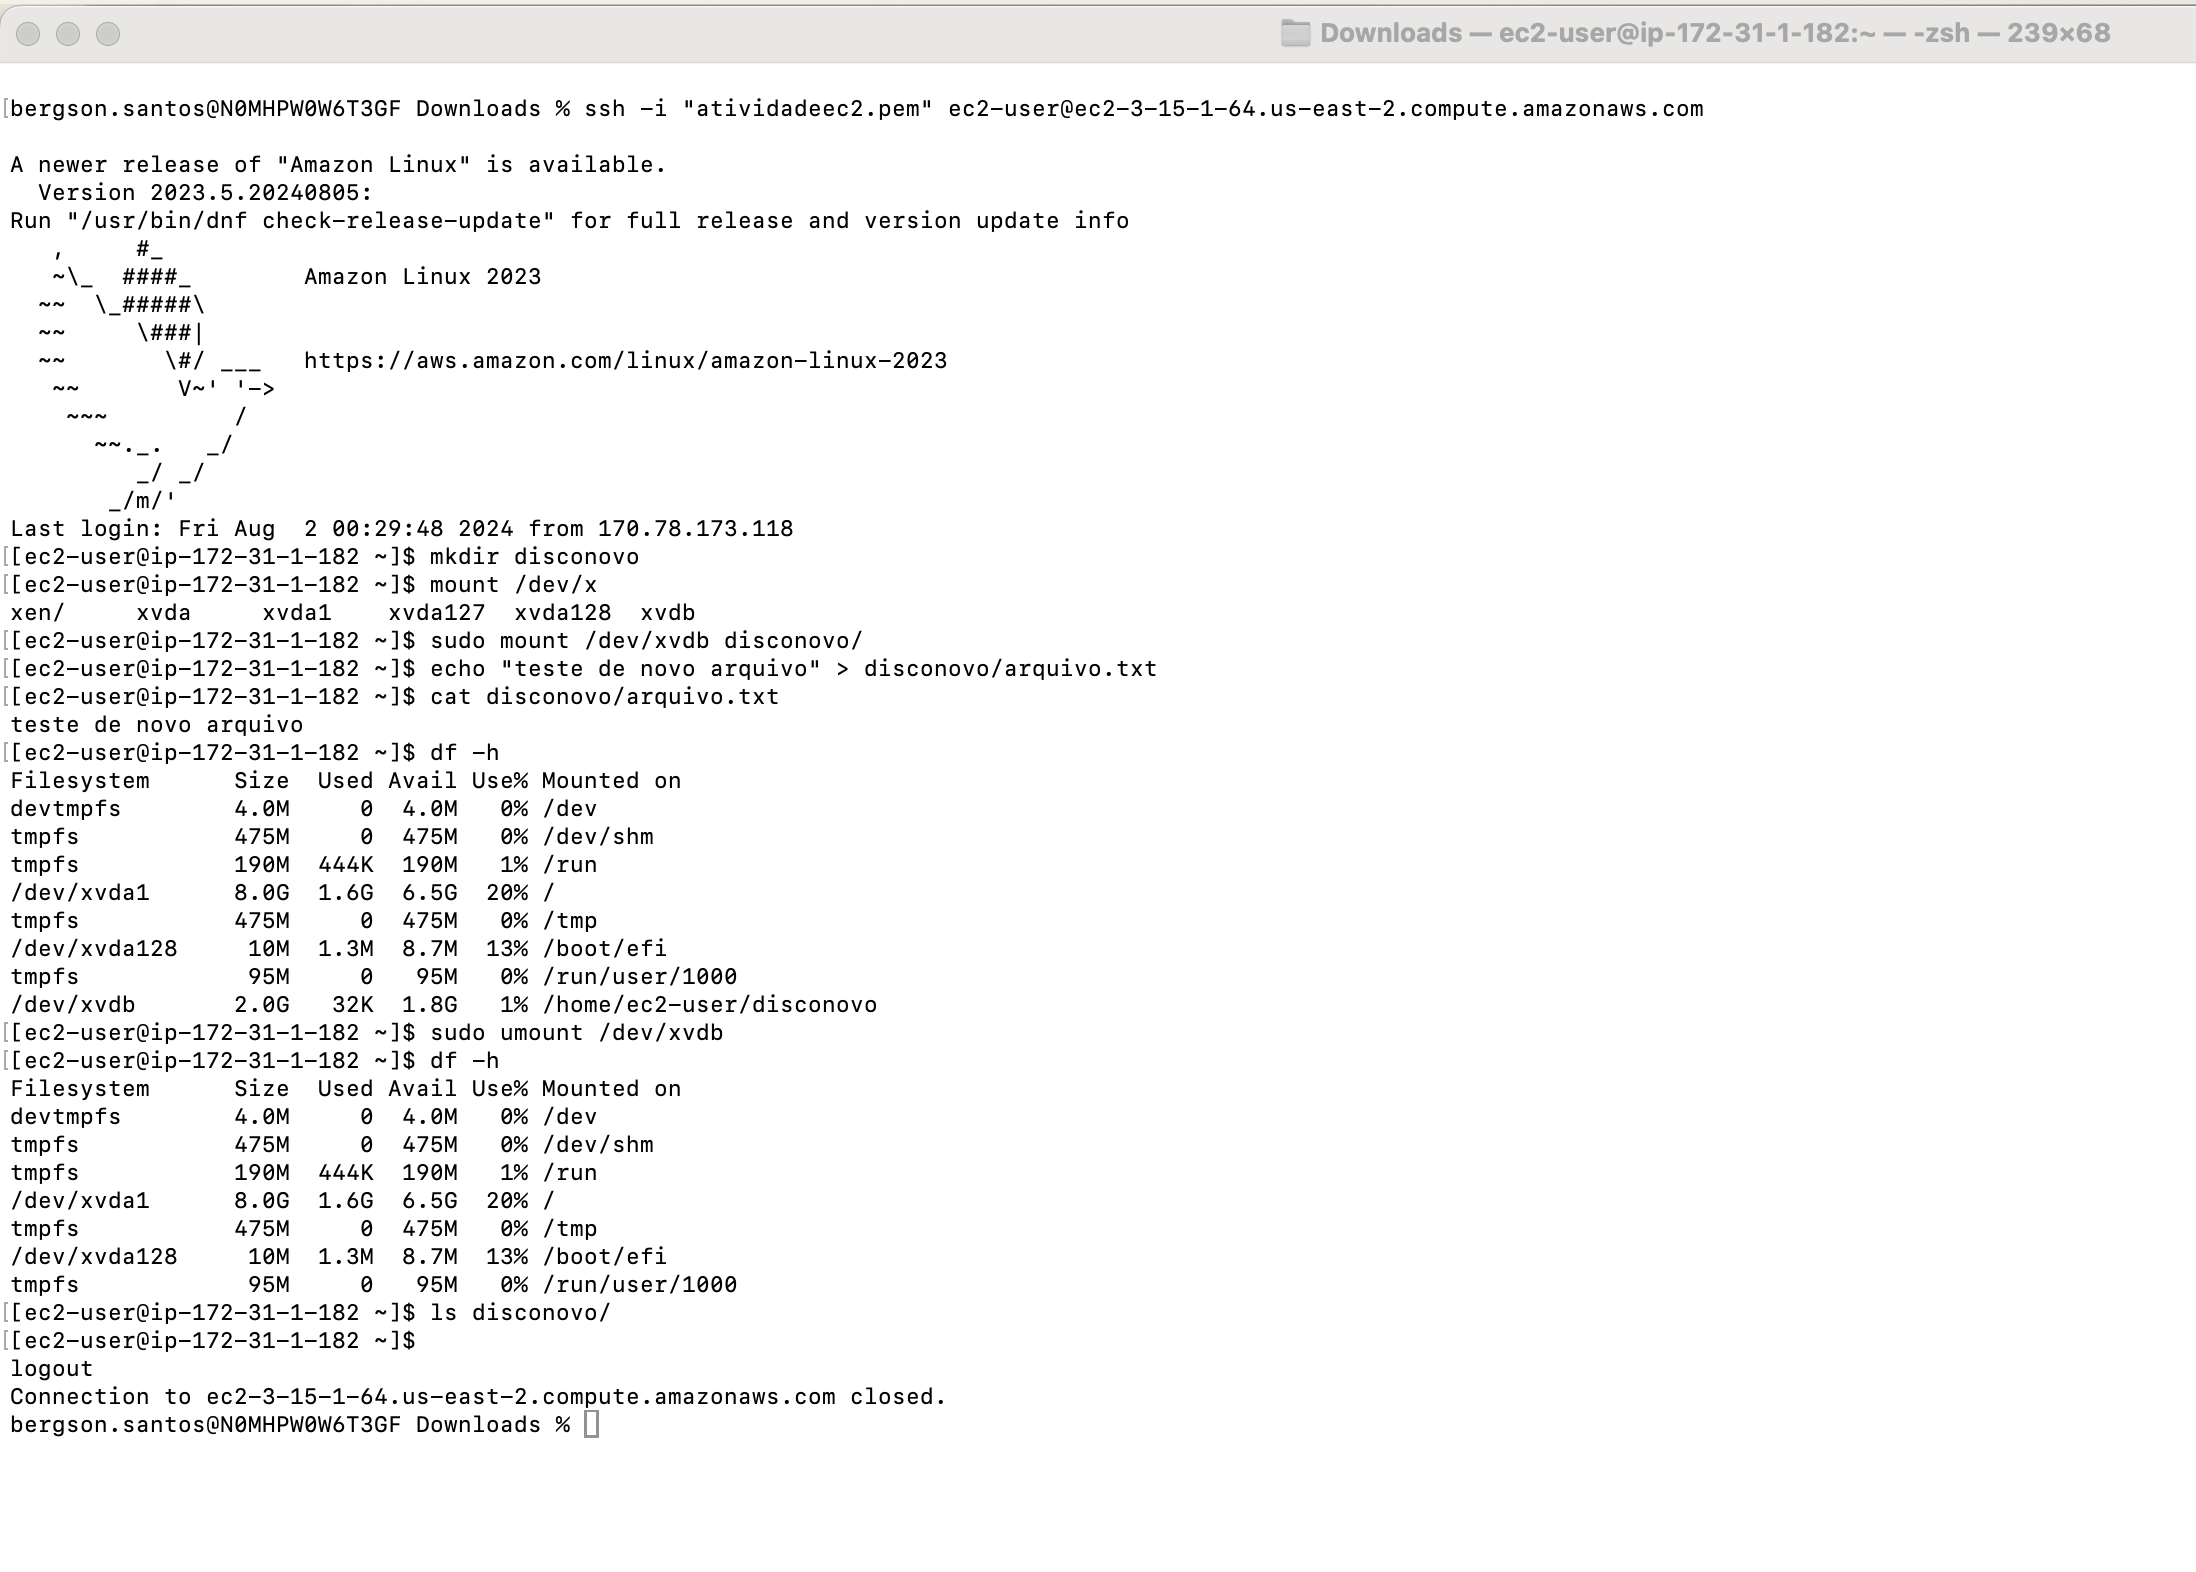 Downloads — ec2-user@ip-172-31-1-182:~ — -zsh — 239×68
[bergson.santos@N0MHPW0W6T3GF Downloads % ssh -i "atividadeec2.pem" ec2-user@ec2-3-15-1-64.us-east-2.compute.amazonaws.com
A newer release of "Amazon Linux" is available.
  Version 2023.5.20240805:
Run "/usr/bin/dnf check-release-update" for full release and version update info
   ,     #_
   ~\_  ####_        Amazon Linux 2023
  ~~  \_#####\
  ~~     \###|
  ~~       \#/ ___   https://aws.amazon.com/linux/amazon-linux-2023
   ~~       V~' '->
    ~~~         /
      ~~._.   _/
         _/ _/
       _/m/'
Last login: Fri Aug  2 00:29:48 2024 from 170.78.173.118
[[ec2-user@ip-172-31-1-182 ~]$ mkdir disconovo
[[ec2-user@ip-172-31-1-182 ~]$ mount /dev/x
xen/     xvda     xvda1    xvda127  xvda128  xvdb
[[ec2-user@ip-172-31-1-182 ~]$ sudo mount /dev/xvdb disconovo/
[[ec2-user@ip-172-31-1-182 ~]$ echo "teste de novo arquivo" > disconovo/arquivo.txt
[[ec2-user@ip-172-31-1-182 ~]$ cat disconovo/arquivo.txt
teste de novo arquivo
[[ec2-user@ip-172-31-1-182 ~]$ df -h
Filesystem      Size  Used Avail Use% Mounted on
devtmpfs        4.0M     0  4.0M   0% /dev
tmpfs           475M     0  475M   0% /dev/shm
tmpfs           190M  444K  190M   1% /run
/dev/xvda1      8.0G  1.6G  6.5G  20% /
tmpfs           475M     0  475M   0% /tmp
/dev/xvda128     10M  1.3M  8.7M  13% /boot/efi
tmpfs            95M     0   95M   0% /run/user/1000
/dev/xvdb       2.0G   32K  1.8G   1% /home/ec2-user/disconovo
[[ec2-user@ip-172-31-1-182 ~]$ sudo umount /dev/xvdb
[[ec2-user@ip-172-31-1-182 ~]$ df -h
Filesystem      Size  Used Avail Use% Mounted on
devtmpfs        4.0M     0  4.0M   0% /dev
tmpfs           475M     0  475M   0% /dev/shm
tmpfs           190M  444K  190M   1% /run
/dev/xvda1      8.0G  1.6G  6.5G  20% /
tmpfs           475M     0  475M   0% /tmp
/dev/xvda128     10M  1.3M  8.7M  13% /boot/efi
tmpfs            95M     0   95M   0% /run/user/1000
[[ec2-user@ip-172-31-1-182 ~]$ ls disconovo/
[[ec2-user@ip-172-31-1-182 ~]$
logout
Connection to ec2-3-15-1-64.us-east-2.compute.amazonaws.com closed.
bergson.santos@N0MHPW0W6T3GF Downloads %